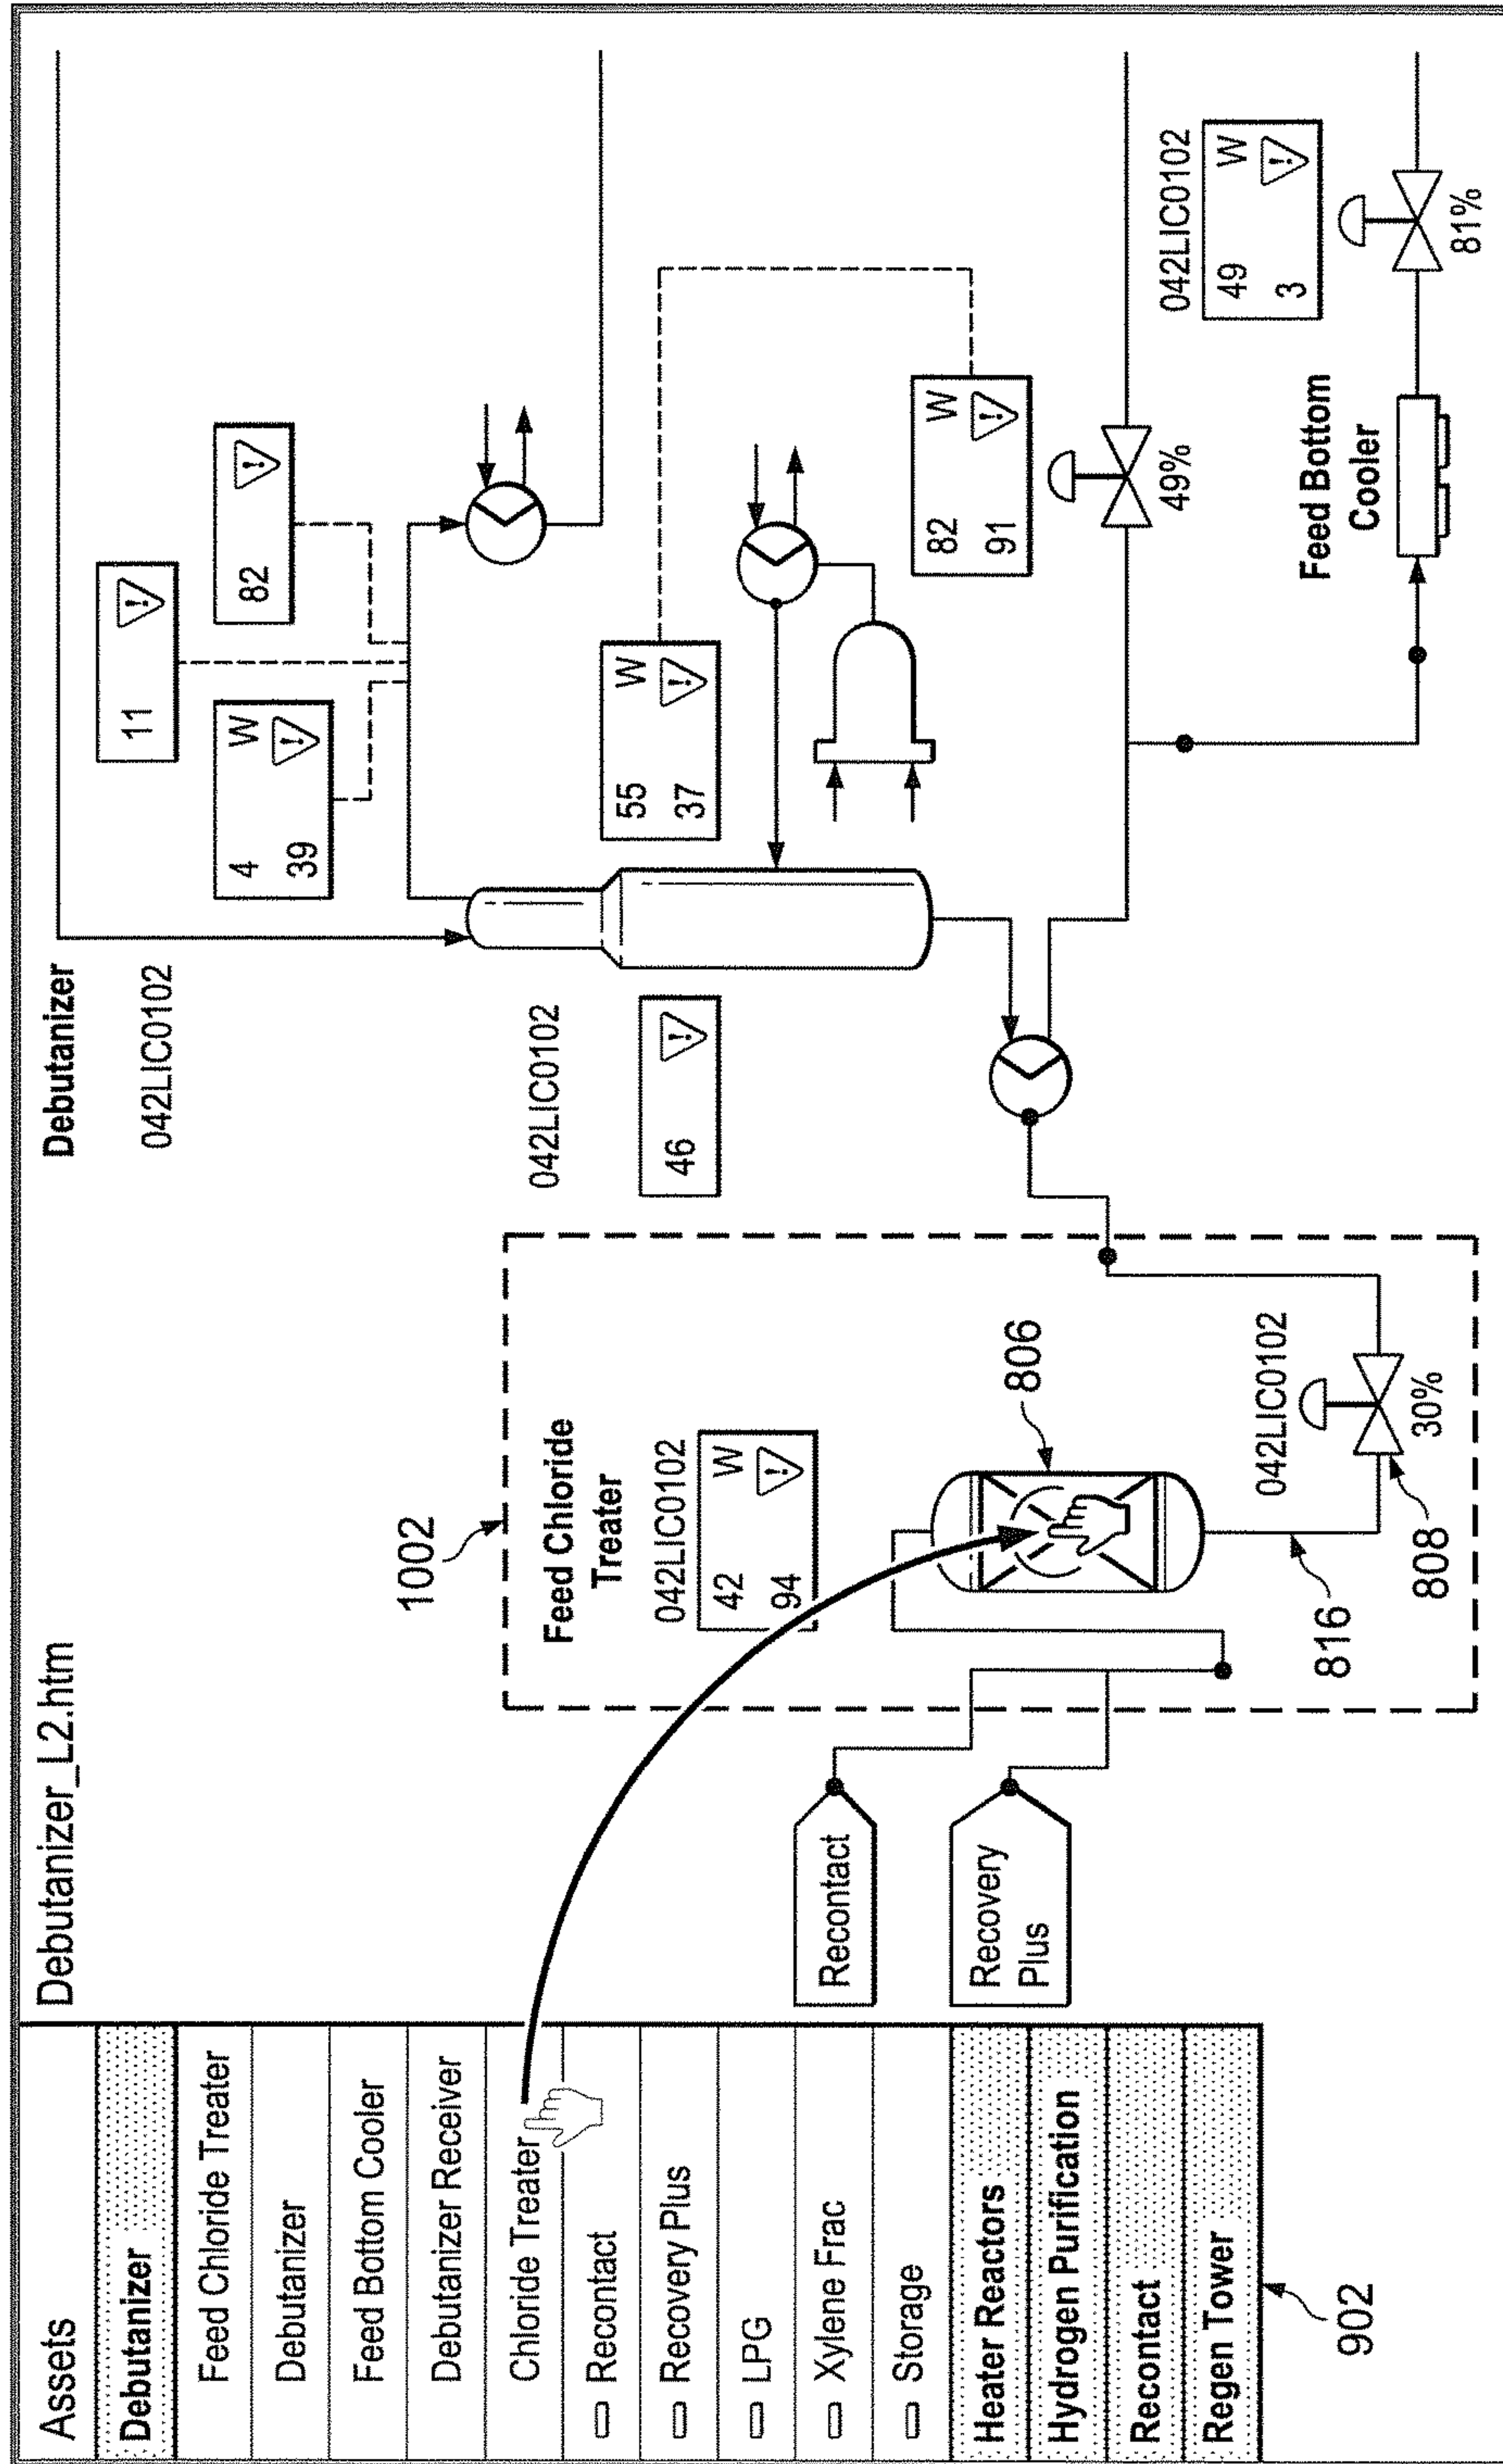 Assets
Debutanizer
Feed Chloride Treater
Debutanizer
Feed Bottom Cooler
Debutanizer Receiver
Chloride Treater
Recontact
Recovery Plus
LPG
Xylene Frac
Storage
Heater Reactors
Hydrogen Purification
Recontact
Regen Tower
902
Debutanizer_L2.htm
Recontact
Recovery
Plus
1002
Feed Chloride
Treater
042LIC0102
42 W
94 !
806
816
042LIC0102
30%
808
Debutanizer
042LIC0102
042LIC0102
46 !
4 W
39 !
11 !
82 !
55 W
37 !
82 W
91 !
49%
Feed Bottom
Cooler
042LIC0102
49 W
3 !
81%